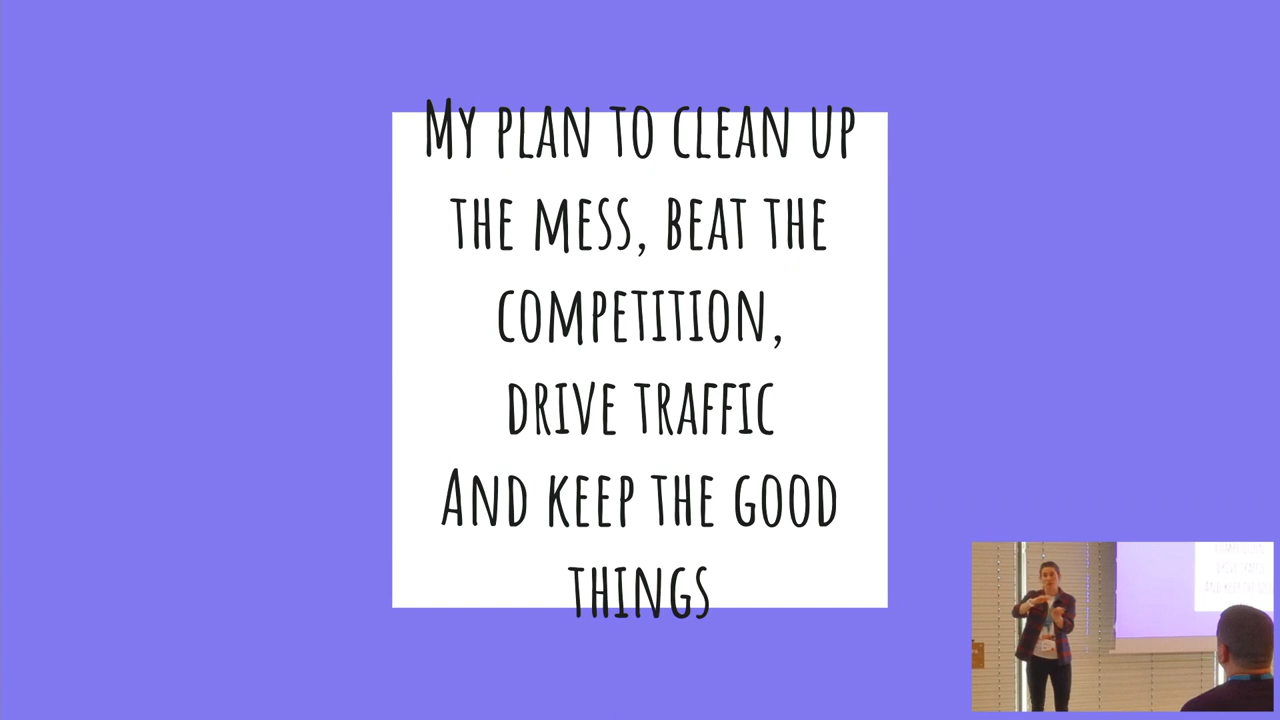 My plan to clean up
the mess, beat the
competition,
drive traffic
And keep the good
things